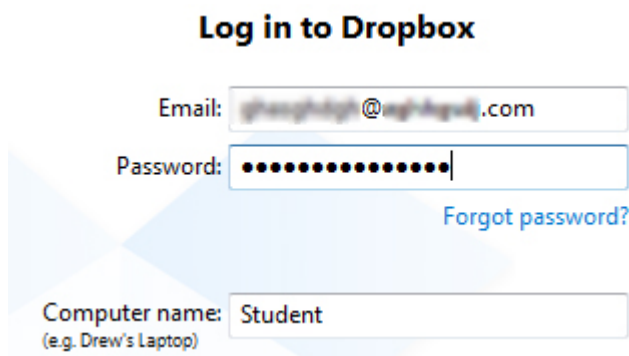 Log in to Dropbox
Email: @ .com
Password: •••••••••••••••
Forgot password?
Computer name: Student
(e.g. Drew's Laptop)